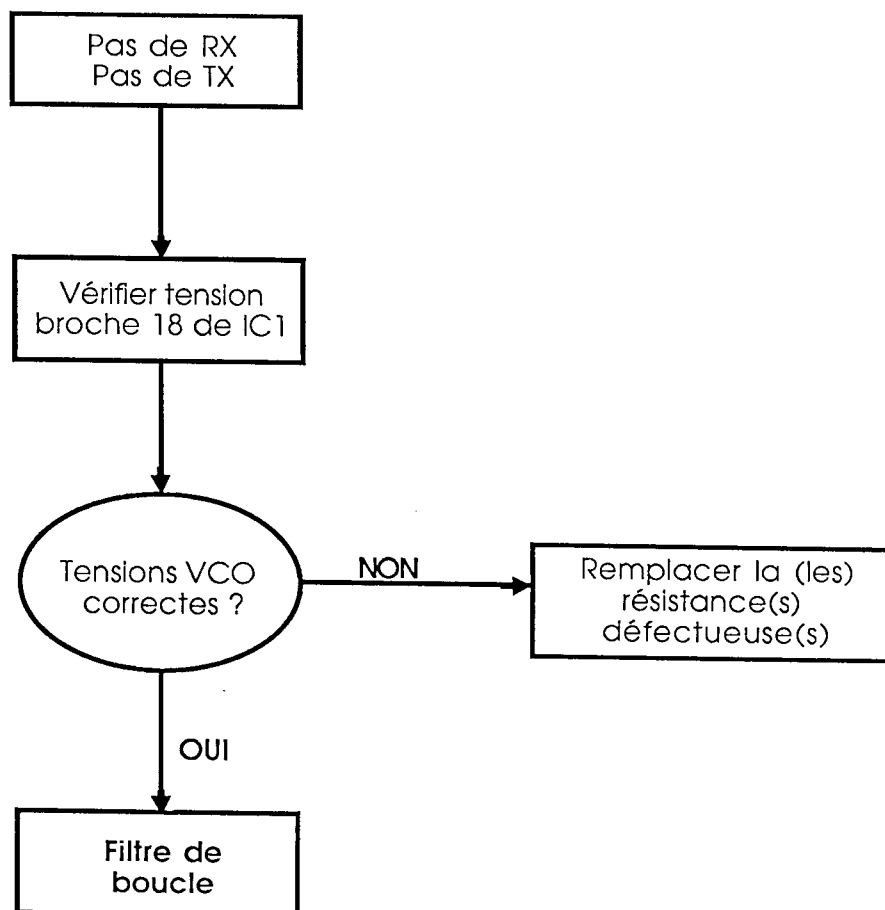 Pas de RX
Pas de TX
Vérifier tension
broche 18 de IC1
Tensions VCO
correctes ?
NON
Remplacer la (les)
résistance(s)
défectueuse(s)
OUI
Filtre de
boucle